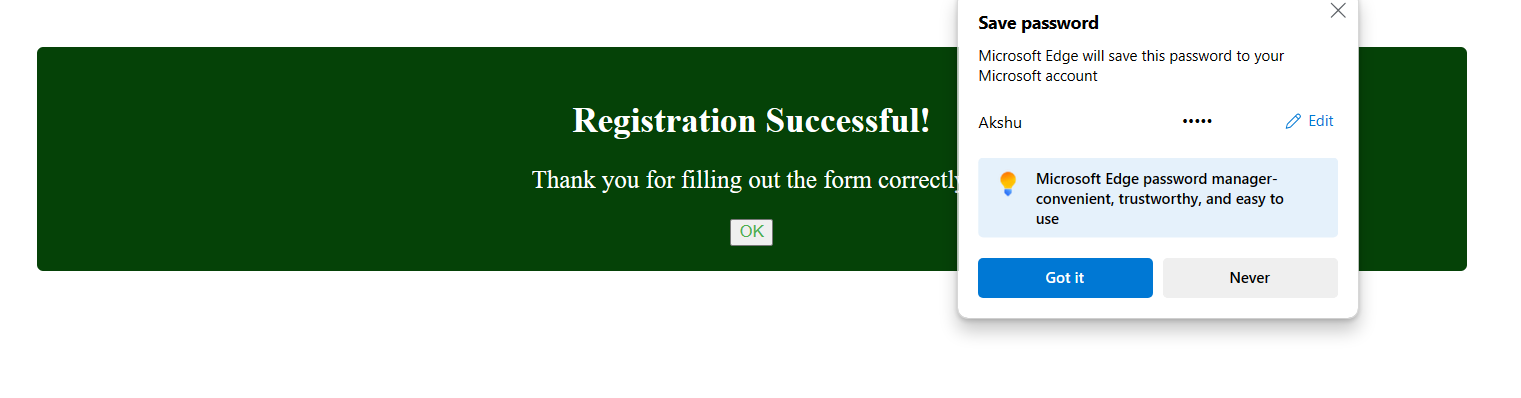 Registration Successful!
Thank you for filling out the form correctly
OK
Save password
Microsoft Edge will save this password to your
Microsoft account
Akshu ••••• Edit
Microsoft Edge password manager-
convenient, trustworthy, and easy to
use
Got it Never